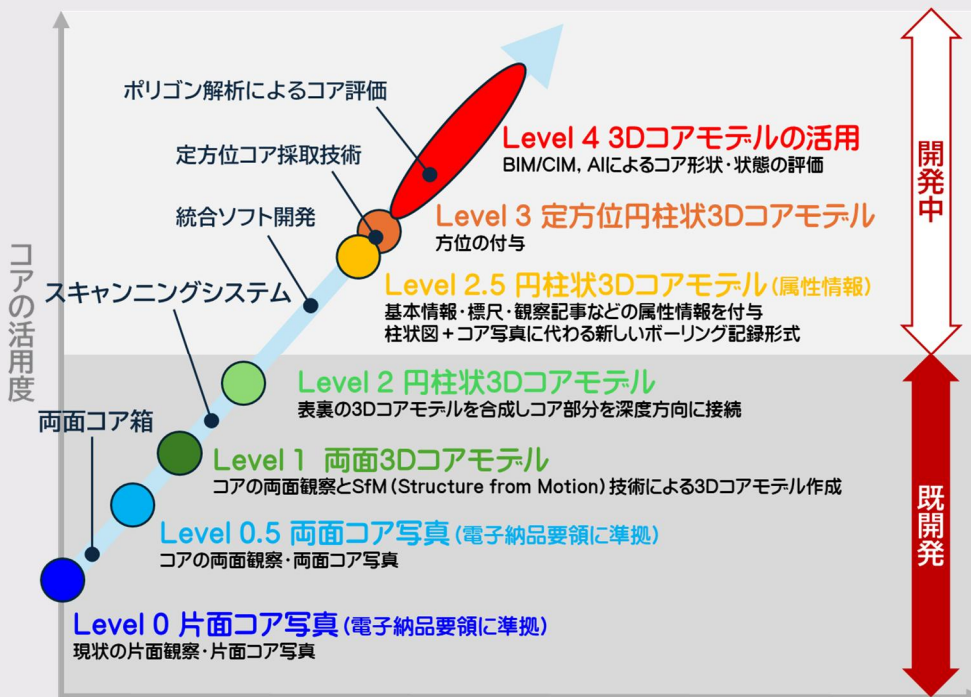 ポリゴン解析によるコア評価
定方位コア採取技術
統合ソフト開発
スキャンニングシステム
両面コア箱
コアの活用度
Level 4 3Dコアモデルの活用
BIM/CIM, AIによるコア形状・状態の評価
Level 3 定方位円柱状3Dコアモデル
方位の付与
Level 2.5 円柱状3Dコアモデル(属性情報)
基本情報・標尺・観察記事などの属性情報を付与
柱状図+コア写真に代わる新しいボーリング記録形式
Level 2 円柱状3Dコアモデル
表裏の3Dコアモデルを合成しコア部分を深度方向に接続
Level 1 両面3Dコアモデル
コアの両面観察とSfM(Structure from Motion)技術による3Dコアモデル作成
Level 0.5 両面コア写真(電子納品要領に準拠)
コアの両面観察・両面コア写真
Level 0 片面コア写真(電子納品要領に準拠)
現状の片面観察・片面コア写真
開発中
既開発